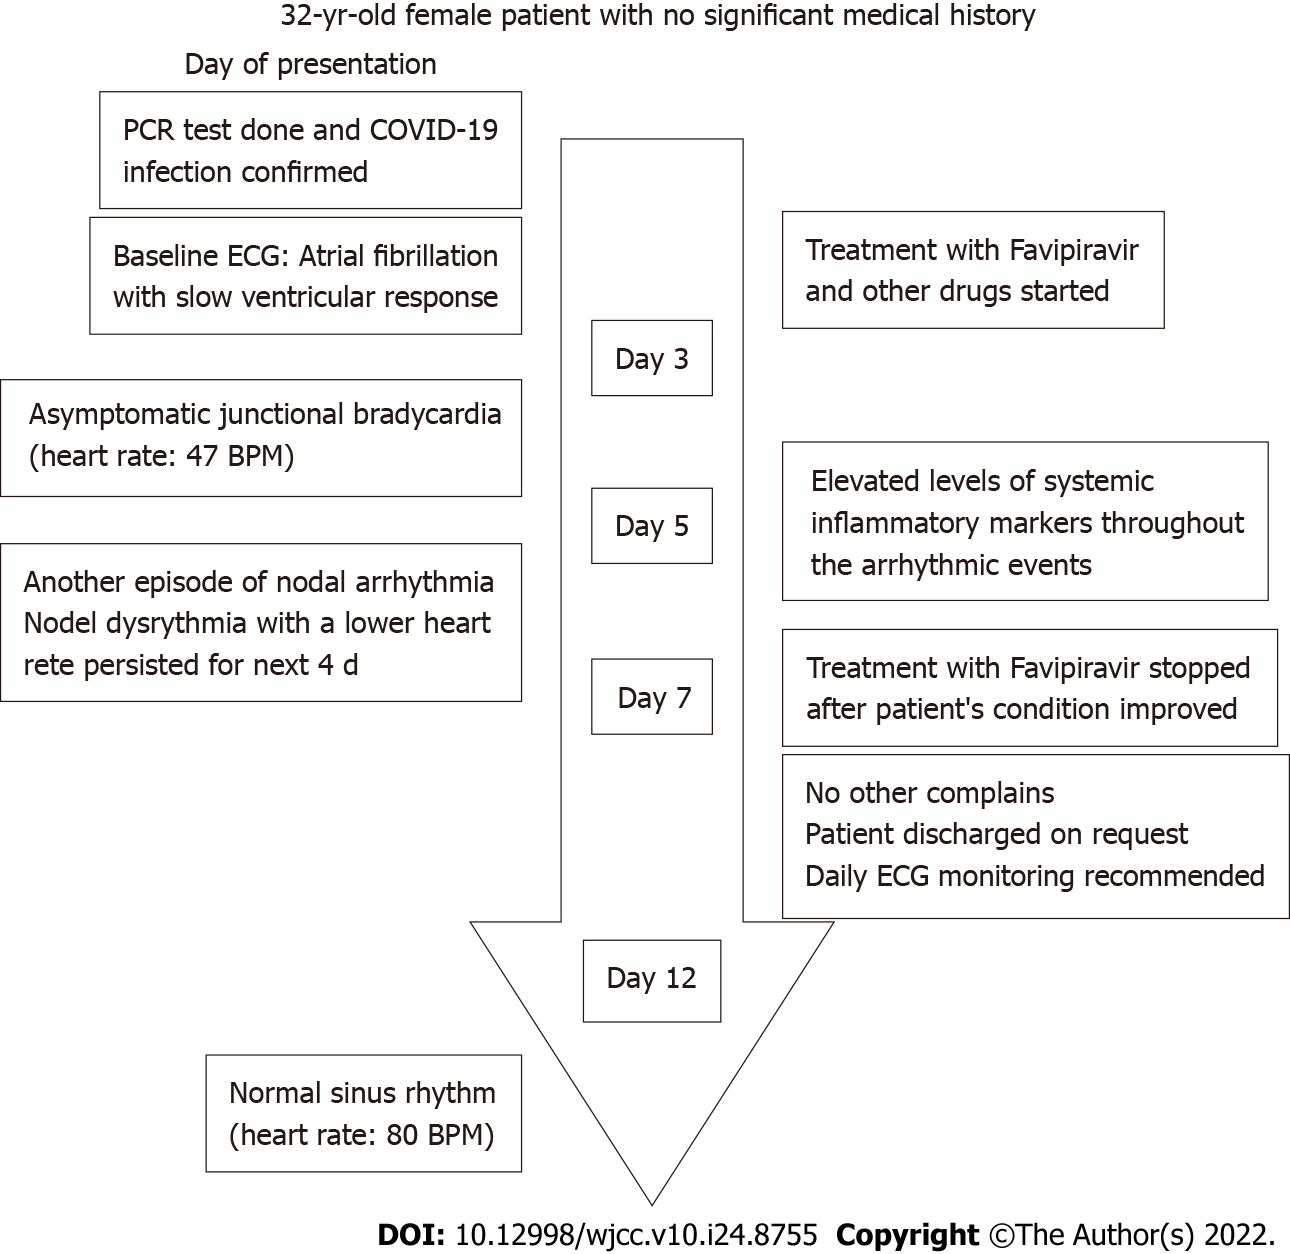 32-yr-old female patient with no significant medical history
Day of presentation
PCR test done and COVID-19
infection confirmed
Baseline ECG: Atrial fibrillation
with slow ventricular response
Treatment with Favipiravir
and other drugs started
Day 3
Asymptomatic junctional bradycardia
(heart rate: 47 BPM)
Elevated levels of systemic
inflammatory markers throughout
the arrhythmic events
Day 5
Another episode of nodal arrhythmia
Nodel dysrythmia with a lower heart
rete persisted for next 4 d
Treatment with Favipiravir stopped
after patient's condition improved
Day 7
No other complains
Patient discharged on request
Daily ECG monitoring recommended
Day 12
Normal sinus rhythm
(heart rate: 80 BPM)
DOI: 10.12998/wjcc.v10.i24.8755 Copyright ©The Author(s) 2022.